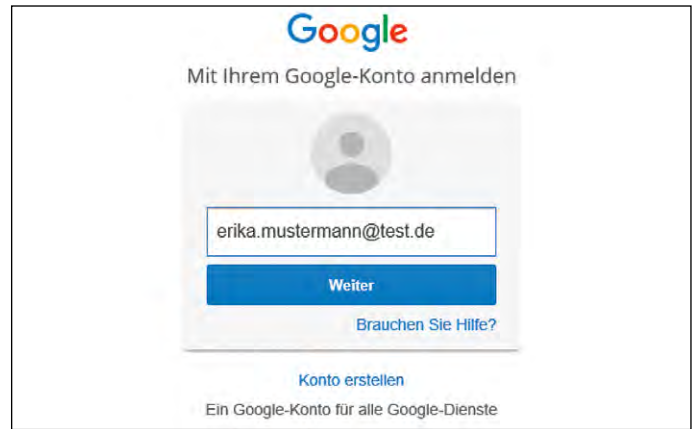 Google
Mit Ihrem Google-Konto anmelden
erika.mustermann@test.de
Weiter
Brauchen Sie Hilfe?
Konto erstellen
Ein Google-Konto für alle Google-Dienste